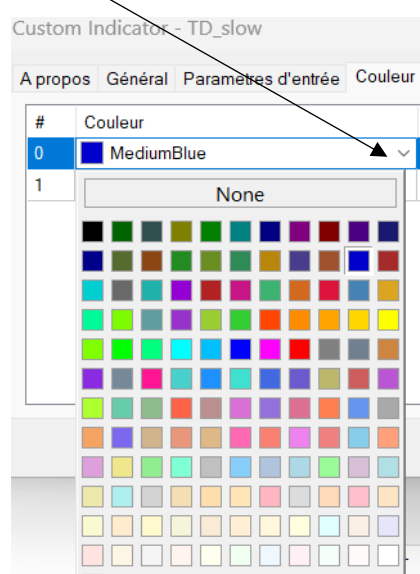 Custom Indicator - TD_slow
A propos Général Parametres d'entrée Couleur
# Couleur
0 MediumBlue
1
None